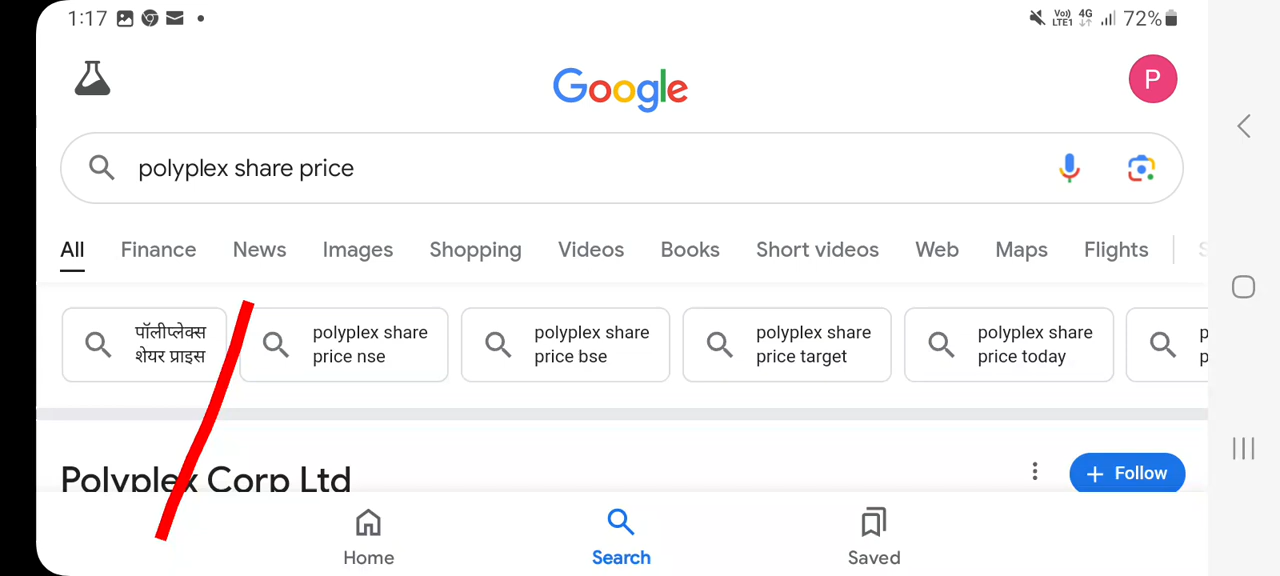 1:17
Vo)) LTE1 4G 72%
Google
P
polyplex share price
All Finance News Images Shopping Videos Books Short videos Web Maps Flights
पॉलीप्लेक्स शेयर प्राइस
polyplex share price nse
polyplex share price bse
polyplex share price target
polyplex share price today
Polyplex Corp Ltd
+ Follow
Home Search Saved